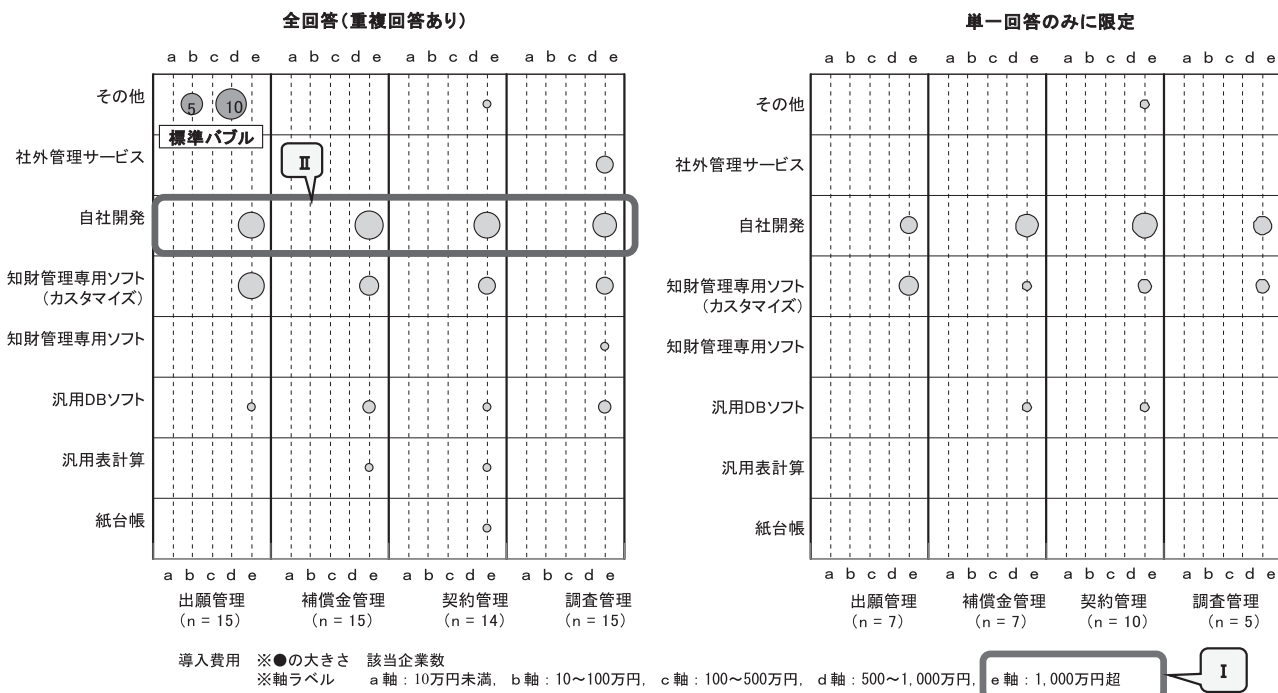 全回答(重複回答あり)
a b c d e a b c d e a b c d e a b c d e
その他
5 10
標準バブル
社外管理サービス
Ⅱ
自社開発
知財管理専用ソフト
(カスタマイズ)
知財管理専用ソフト
汎用DBソフト
汎用表計算
紙台帳
a b c d e a b c d e a b c d e a b c d e
出願管理 補償金管理 契約管理 調査管理
(n = 15) (n = 15) (n = 14) (n = 15)
単一回答のみに限定
a b c d e a b c d e a b c d e a b c d e
その他
社外管理サービス
自社開発
知財管理専用ソフト
(カスタマイズ)
知財管理専用ソフト
汎用DBソフト
汎用表計算
紙台帳
a b c d e a b c d e a b c d e a b c d e
出願管理 補償金管理 契約管理 調査管理
(n = 7) (n = 7) (n = 10) (n = 5)
導入費用 ※●の大きさ 該当企業数
※軸ラベル a軸:10万円未満, b軸:10~100万円, c軸:100~500万円, d軸:500~1,000万円, e軸:1,000万円超
Ⅰ